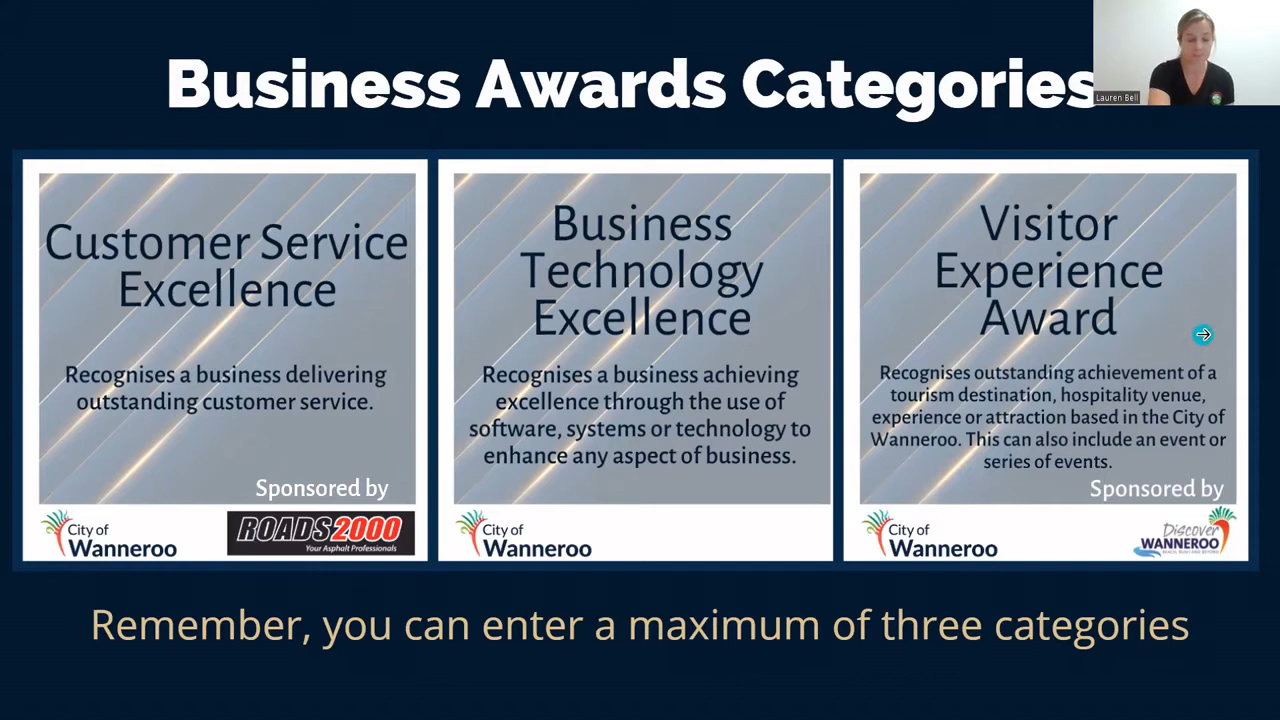 Business Awards Categories
Lauren Bell
Customer Service
Excellence
Recognises a business delivering
outstanding customer service.
Sponsored by
City of
Wanneroo
ROADS2000
Your Asphalt Professionals
Business
Technology
Excellence
Recognises a business achieving
excellence through the use of
software, systems or technology to
enhance any aspect of business.
City of
Wanneroo
Visitor
Experience
Award
Recognises outstanding achievement of a
tourism destination, hospitality venue,
experience or attraction based in the City of
Wanneroo. This can also include an event or
series of events.
Sponsored by
City of
Wanneroo
Discover
WANNEROO
BEACH, BUSH AND BEYOND
Remember, you can enter a maximum of three categories